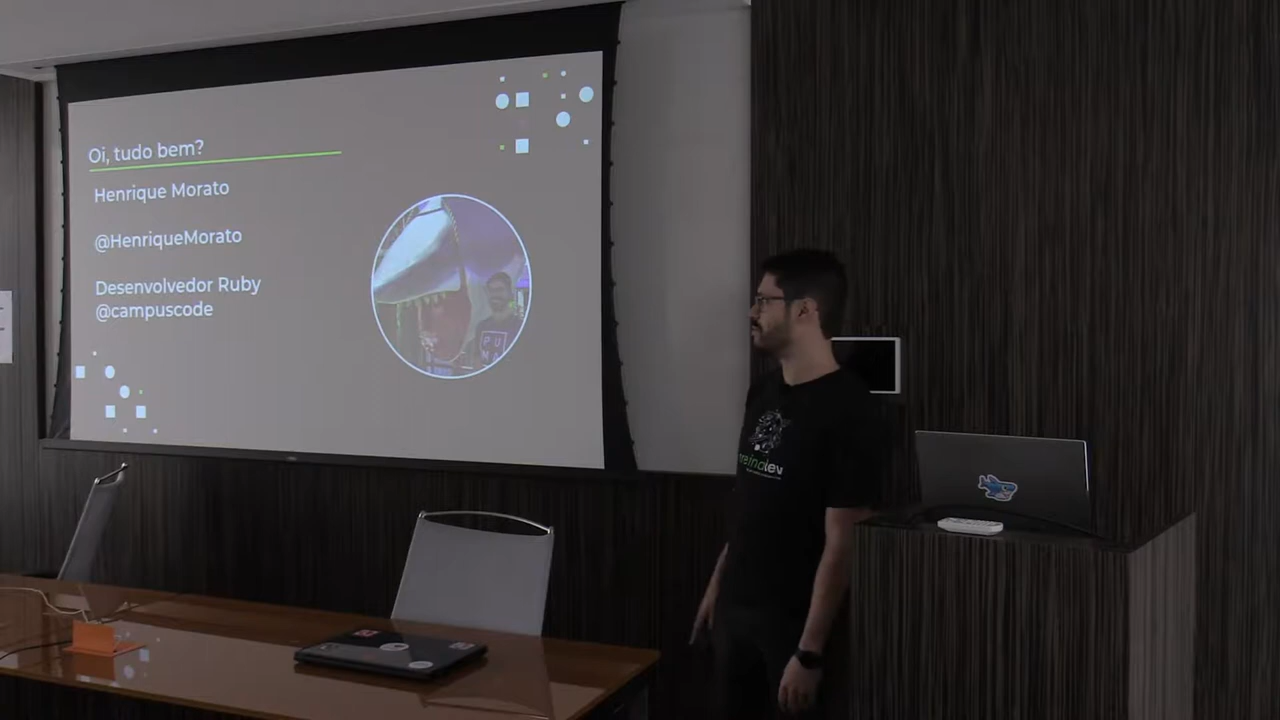 Oi, tudo bem?
Henrique Morato
@HenriqueMorato
Desenvolvedor Ruby
@campuscode
P U
M A